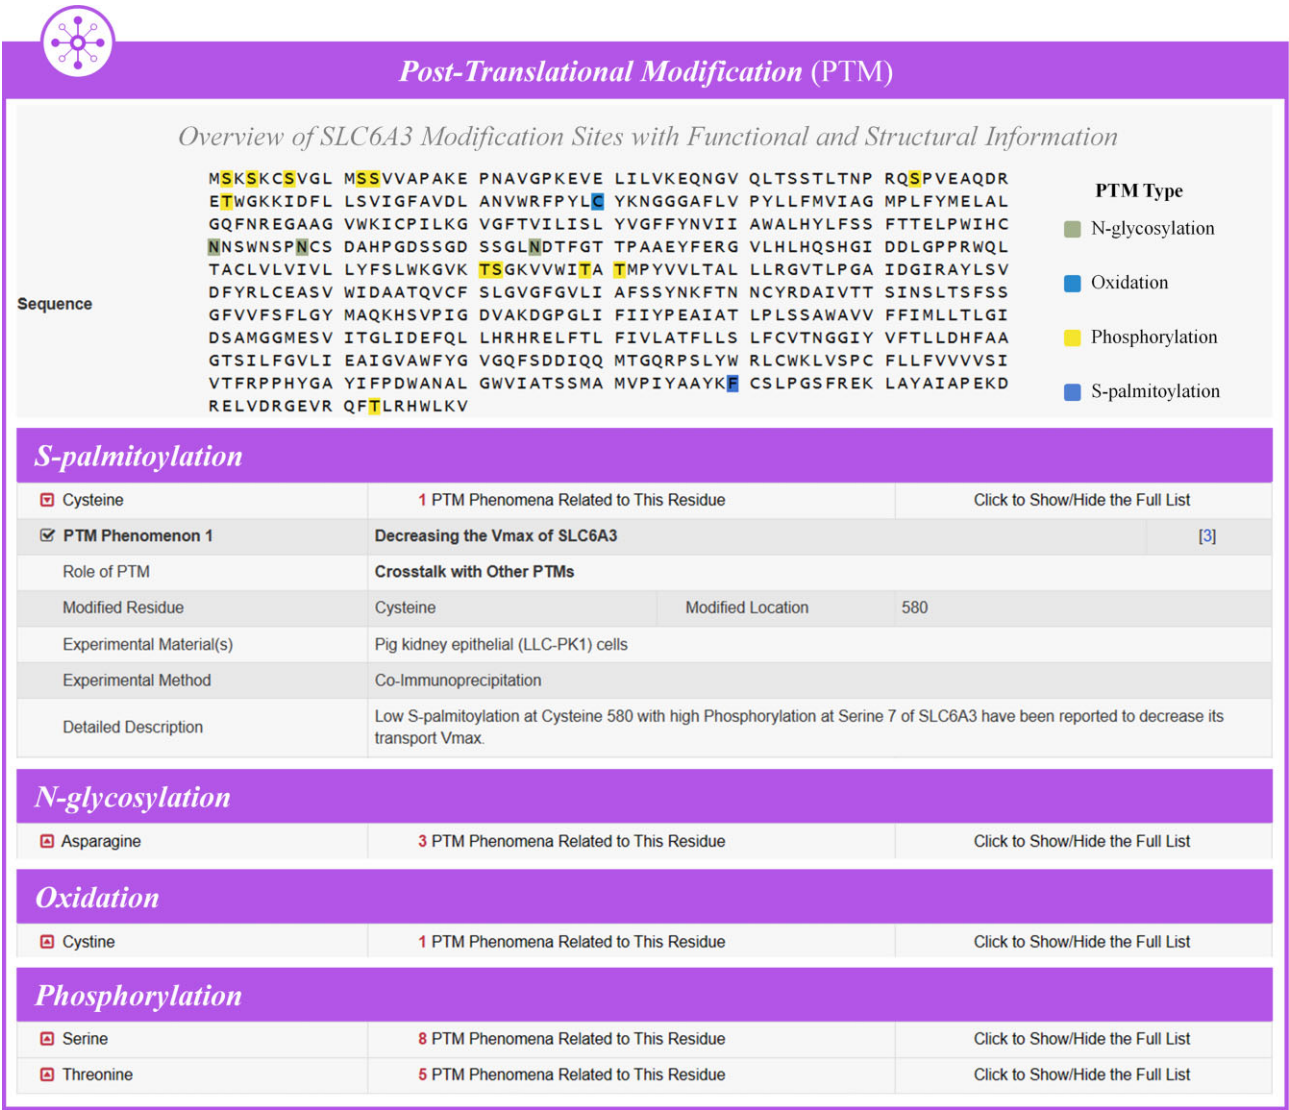 Post-Translational Modification (PTM)
Overview of SLC6A3 Modification Sites with Functional and Structural Information
MSKSKCSVGL MSSVVAPAKE PNAVGPKEVE LILVKEQNGV QLTSSTLTNP RQSPVEAQDR
ETWGKKIDFL LSVIGFAVDL ANVWRFPYLC YKNGGGAFLV PYLLFMVIAG MPLFYMELAL
GQFNREGAAG VWKICPILKG VGFTVILISL YVGFFYNVII AWALHYLFSS FTTELPWIHC
NNSWNSPNCS DAHPGDSSGD SSGLNDTFGT TPAAEYFERG VLHLHQSHGI DDLGPPRWQL
TACLVLVIVL LYFSLWKGVK TSGKVVWITA TMPYVVLTAL LLRGVTLPGA IDGIRAYLSV
DFYRLCEASV WIDAATQVCF SLGVGFGVLI AFSSYNKFTN NCYRDAIVTT SINSLTSFSS
GFVVFSFLGY MAQKHSVPIG DVAKDGPGLI FIIYPEAIAT LPLSSAWAVV FFIMLLTLGI
DSAMGGMESV ITGLIDEFQL LHRHRELFTL FIVLATFLLS LFCVTNGGIY VFTLLDHFAA
GTSILFGVLI EAIGVAWFYG VGQFSDDIQQ MTGQRPSLYW RLCWKLVSPC FLLFVVVVSI
VTFRPPHYGA YIFPDWANAL GWVIATSSMA MVPIYAAYKF CSLPGSFREK LAYAIAPEKD
RELVDRGEVR QFTLRHWLKV
Sequence
PTM Type
N-glycosylation
Oxidation
Phosphorylation
S-palmitoylation
S-palmitoylation
Cysteine 1 PTM Phenomena Related to This Residue Click to Show/Hide the Full List
PTM Phenomenon 1 Decreasing the Vmax of SLC6A3 [3]
Role of PTM Crosstalk with Other PTMs
Modified Residue Cysteine Modified Location 580
Experimental Material(s) Pig kidney epithelial (LLC-PK1) cells
Experimental Method Co-Immunoprecipitation
Detailed Description Low S-palmitoylation at Cysteine 580 with high Phosphorylation at Serine 7 of SLC6A3 have been reported to decrease its
transport Vmax.
N-glycosylation
Asparagine 3 PTM Phenomena Related to This Residue Click to Show/Hide the Full List
Oxidation
Cystine 1 PTM Phenomena Related to This Residue Click to Show/Hide the Full List
Phosphorylation
Serine 8 PTM Phenomena Related to This Residue Click to Show/Hide the Full List
Threonine 5 PTM Phenomena Related to This Residue Click to Show/Hide the Full List